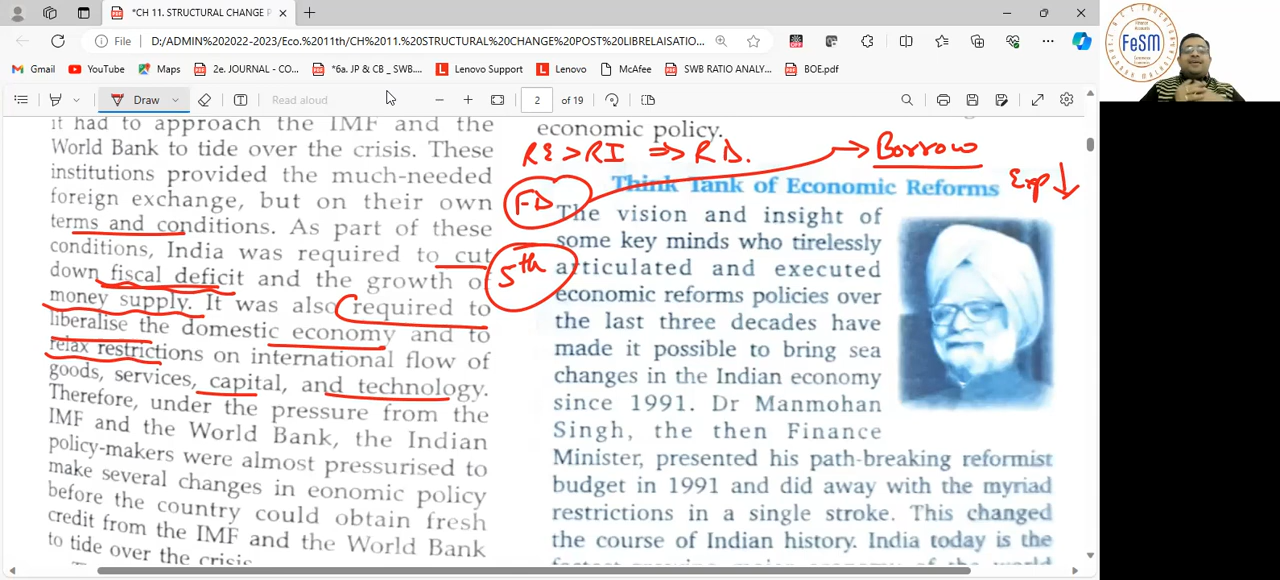 *CH 11. STRUCTURAL CHANGE P
File
D:/ADMIN%202022-2023/Eco.%2011th/CH%2011.%20STRUCTURAL%20CHANGE%20POST%20LIBRELAISATIO...
Gmail
YouTube
Maps
2e. JOURNAL - CO...
*6a. JP & CB _ SWB...
Lenovo Support
Lenovo
McAfee
SWB RATIO ANALY...
BOE.pdf
Draw
Read aloud
2 of 19
it had to approach the IMF and the
World Bank to tide over the crisis. These
institutions provided the much-needed
foreign exchange, but on their own
terms and conditions. As part of these
conditions, India was required to cut
down fiscal deficit and the growth of
money supply. It was also required to
liberalise the domestic economy and to
relax restrictions on international flow of
goods, services, capital, and technology.
Therefore, under the pressure from the
IMF and the World Bank, the Indian
policy-makers were almost pressurised to
make several changes in eonomic policy
before the country could obtain fresh
credit from the IMF and the World Bank
to tide over the crisis.
economic policy.
RE > RI ⇒ RD. → Borrow
Exp ↓
FD
5th
Think Tank of Economic Reforms
The vision and insight of
some key minds who tirelessly
articulated and executed
economic reforms policies over
the last three decades have
made it possible to bring sea
changes in the Indian economy
since 1991. Dr Manmohan
Singh, the then Finance
Minister, presented his path-breaking reformist
budget in 1991 and did away with the myriad
restrictions in a single stroke. This changed
the course of Indian history. India today is the
fastest growing major economy of the world
FeSM